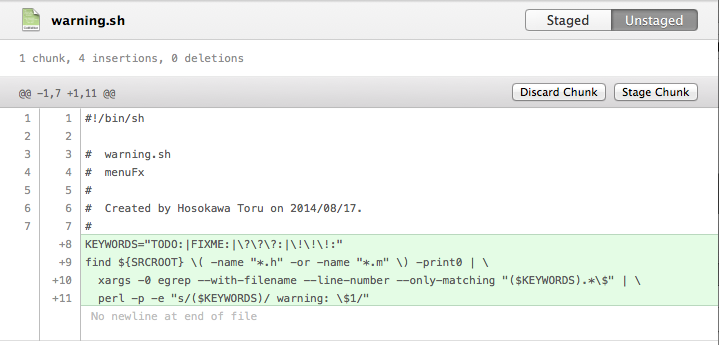 warning.sh
Staged
Unstaged
1 chunk, 4 insertions, 0 deletions
@@ -1,7 +1,11 @@
Discard Chunk
Stage Chunk
1 1 #!/bin/sh
2 2
3 3 #  warning.sh
4 4 #  menuFx
5 5 #
6 6 #  Created by Hosokawa Toru on 2014/08/17.
7 7 #
+8 KEYWORDS="TODO:|FIXME:|\?\?\?:|\!\!\!:"
+9 find ${SRCROOT} \( -name "*.h" -or -name "*.m" \) -print0 | \
+10   xargs -0 egrep --with-filename --line-number --only-matching "($KEYWORDS).*\$" | \
+11   perl -p -e "s/($KEYWORDS)/ warning: \$1/"
No newline at end of file